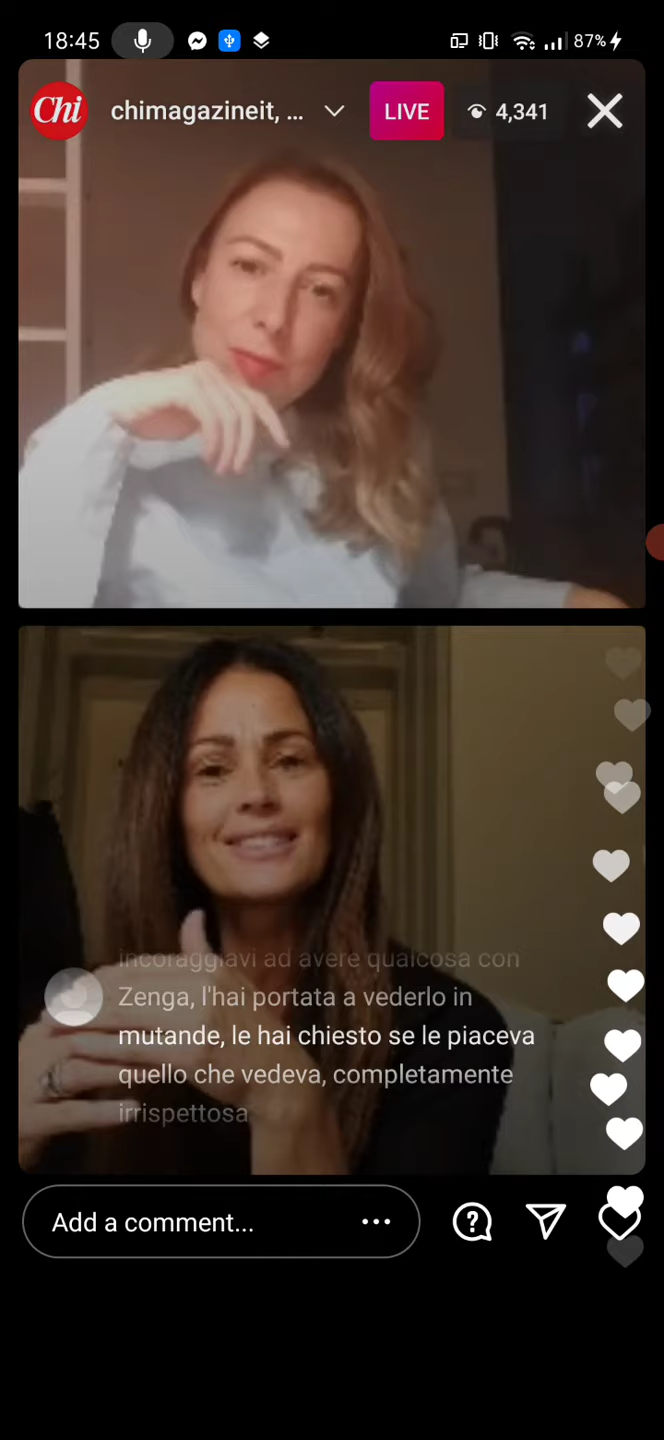 18:45
87%
Chi
chimagazineit, ...
LIVE
4,341
incoraggiavi ad avere qualcosa con
Zenga, l'hai portata a vederlo in
mutande, le hai chiesto se le piaceva
quello che vedeva, completamente
irrispettosa
Add a comment...